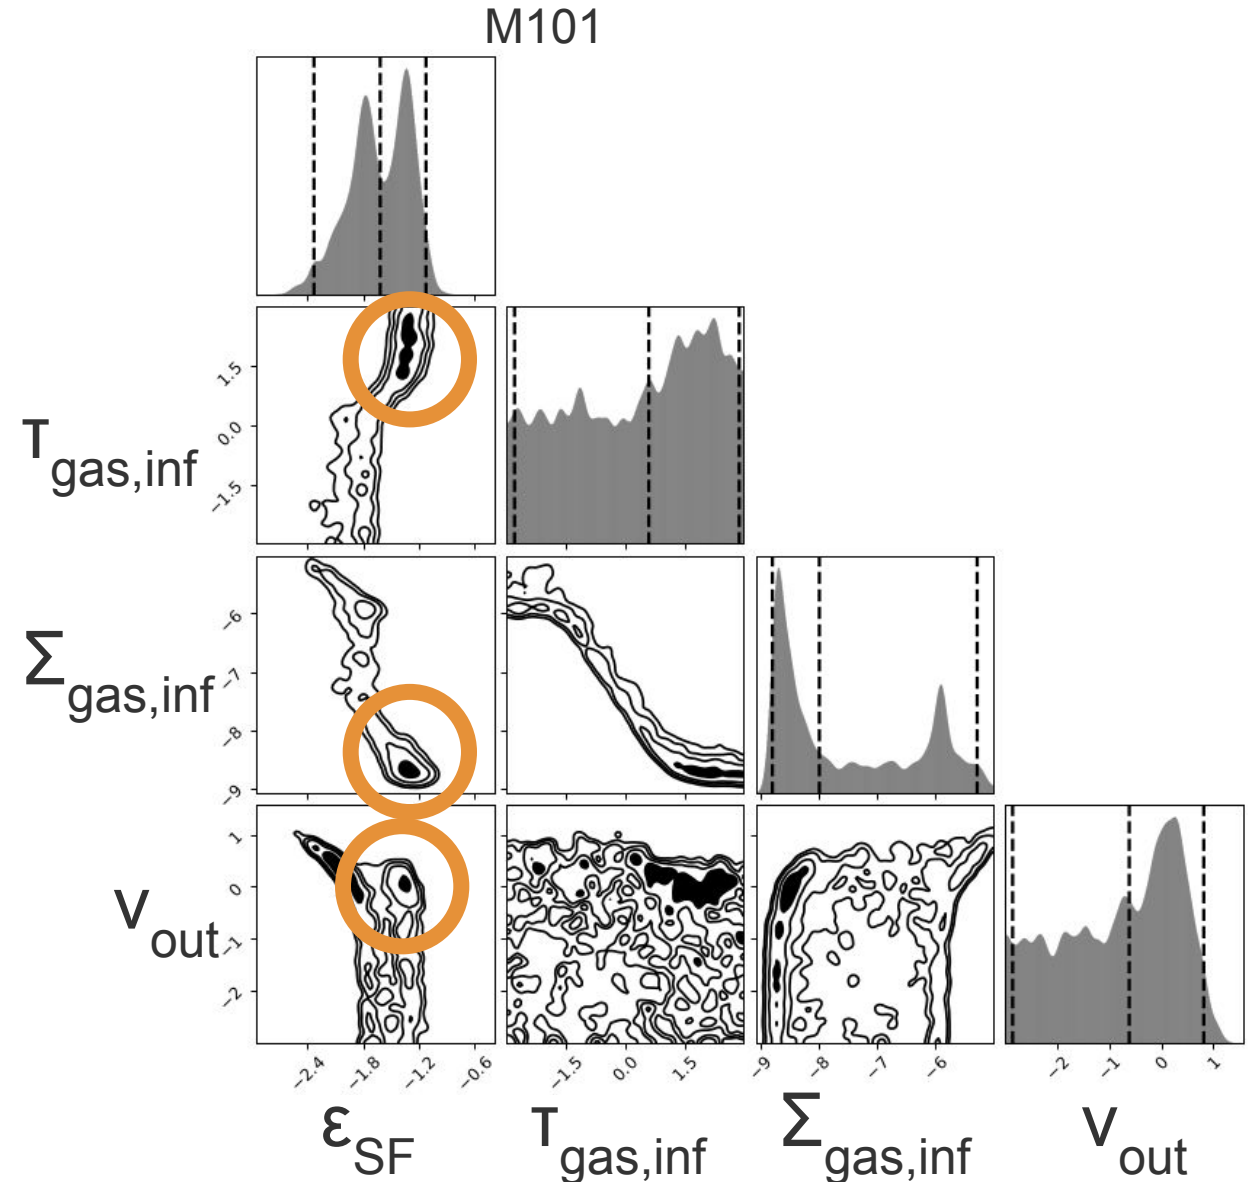 M101
1.5
0.0
−1.5
τgas,inf
−6
−7
−8
−9
Σgas,inf
1
0
−1
−2
νout
−2.4 −1.8 −1.2 −0.6
−1.5 0.0 1.5
−9 −8 −7 −6
−2 −1 0 1
εSF τgas,inf Σgas,inf νout